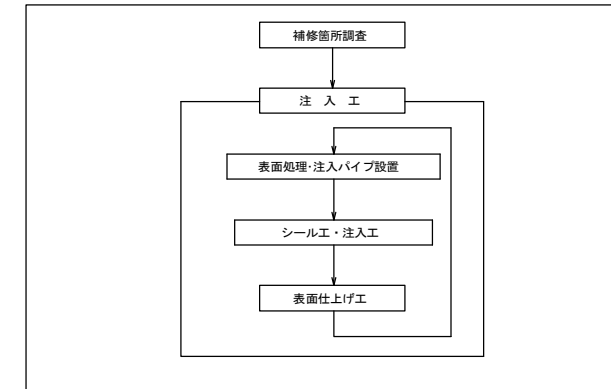 補修箇所調査
注　入　工
表面処理･注入パイプ設置
シール工・注入工
表面仕上げ工